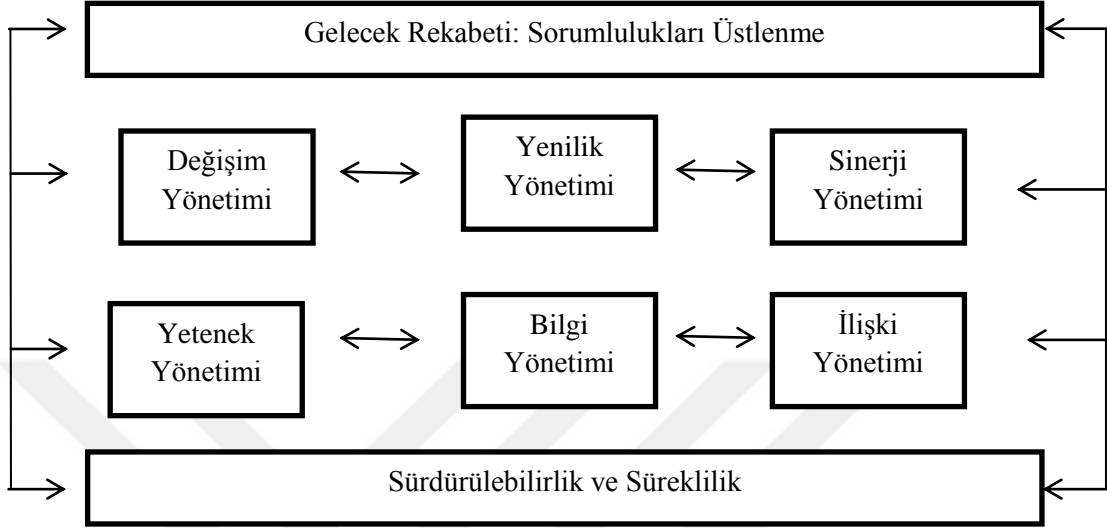 Gelecek Rekabeti: Sorumlulukları Üstlenme
Değişim
Yönetimi
Yenilik
Yönetimi
Sinerji
Yönetimi
Yetenek
Yönetimi
Bilgi
Yönetimi
İlişki
Yönetimi
Sürdürülebilirlik ve Süreklilik